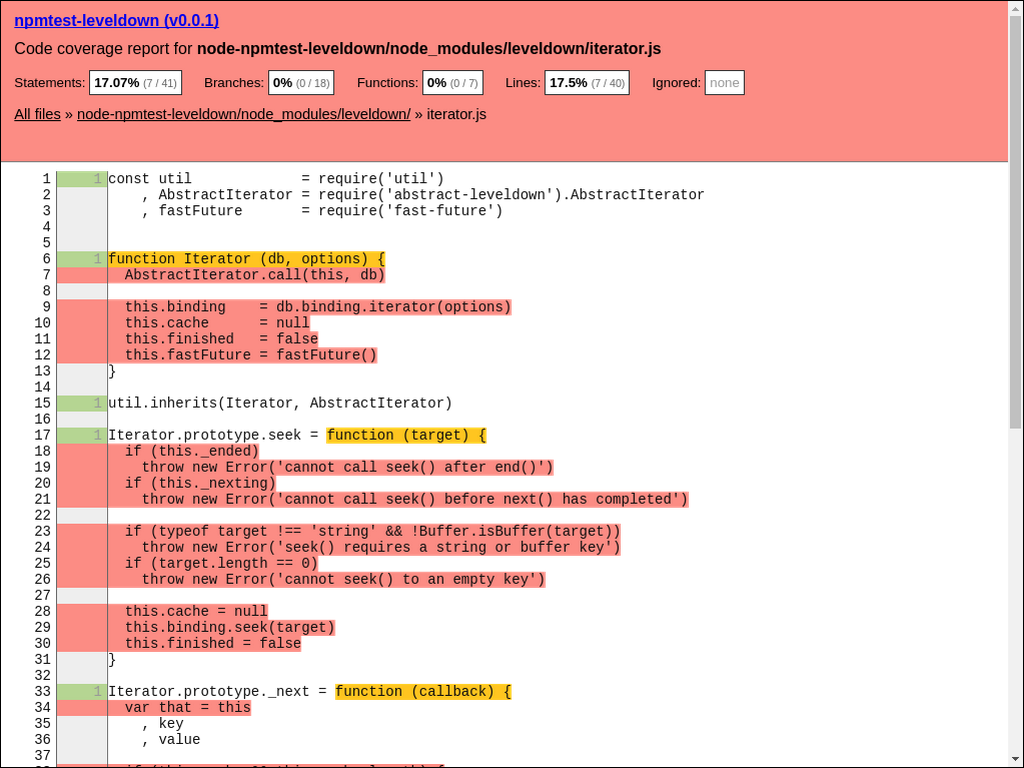 npmtest-leveldown (v0.0.1)
Code coverage report for node-npmtest-leveldown/node_modules/leveldown/iterator.js
Statements: 17.07% (7 / 41) Branches: 0% (0 / 18) Functions: 0% (0 / 7) Lines: 17.5% (7 / 40) Ignored: none
All files » node-npmtest-leveldown/node_modules/leveldown/ » iterator.js
1 1 const util             = require('util')
2     , AbstractIterator = require('abstract-leveldown').AbstractIterator
3     , fastFuture       = require('fast-future')
4
5
6 1 function Iterator (db, options) {
7   AbstractIterator.call(this, db)
8
9   this.binding    = db.binding.iterator(options)
10   this.cache      = null
11   this.finished   = false
12   this.fastFuture = fastFuture()
13 }
14
15 1 util.inherits(Iterator, AbstractIterator)
16
17 1 Iterator.prototype.seek = function (target) {
18   if (this._ended)
19     throw new Error('cannot call seek() after end()')
20   if (this._nexting)
21     throw new Error('cannot call seek() before next() has completed')
22
23   if (typeof target !== 'string' && !Buffer.isBuffer(target))
24     throw new Error('seek() requires a string or buffer key')
25   if (target.length == 0)
26     throw new Error('cannot seek() to an empty key')
27
28   this.cache = null
29   this.binding.seek(target)
30   this.finished = false
31 }
32
33 1 Iterator.prototype._next = function (callback) {
34   var that = this
35     , key
36     , value
37